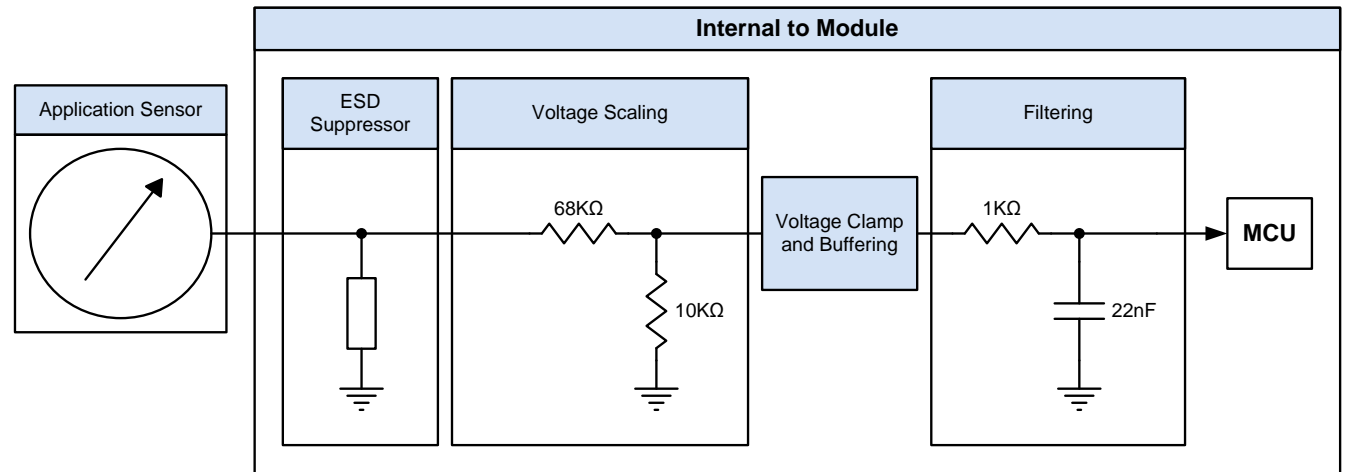 Internal to Module
Application Sensor
ESD
Suppressor
Voltage Scaling
Filtering
68KΩ
10KΩ
Voltage Clamp
and Buffering
1KΩ
22nF
MCU